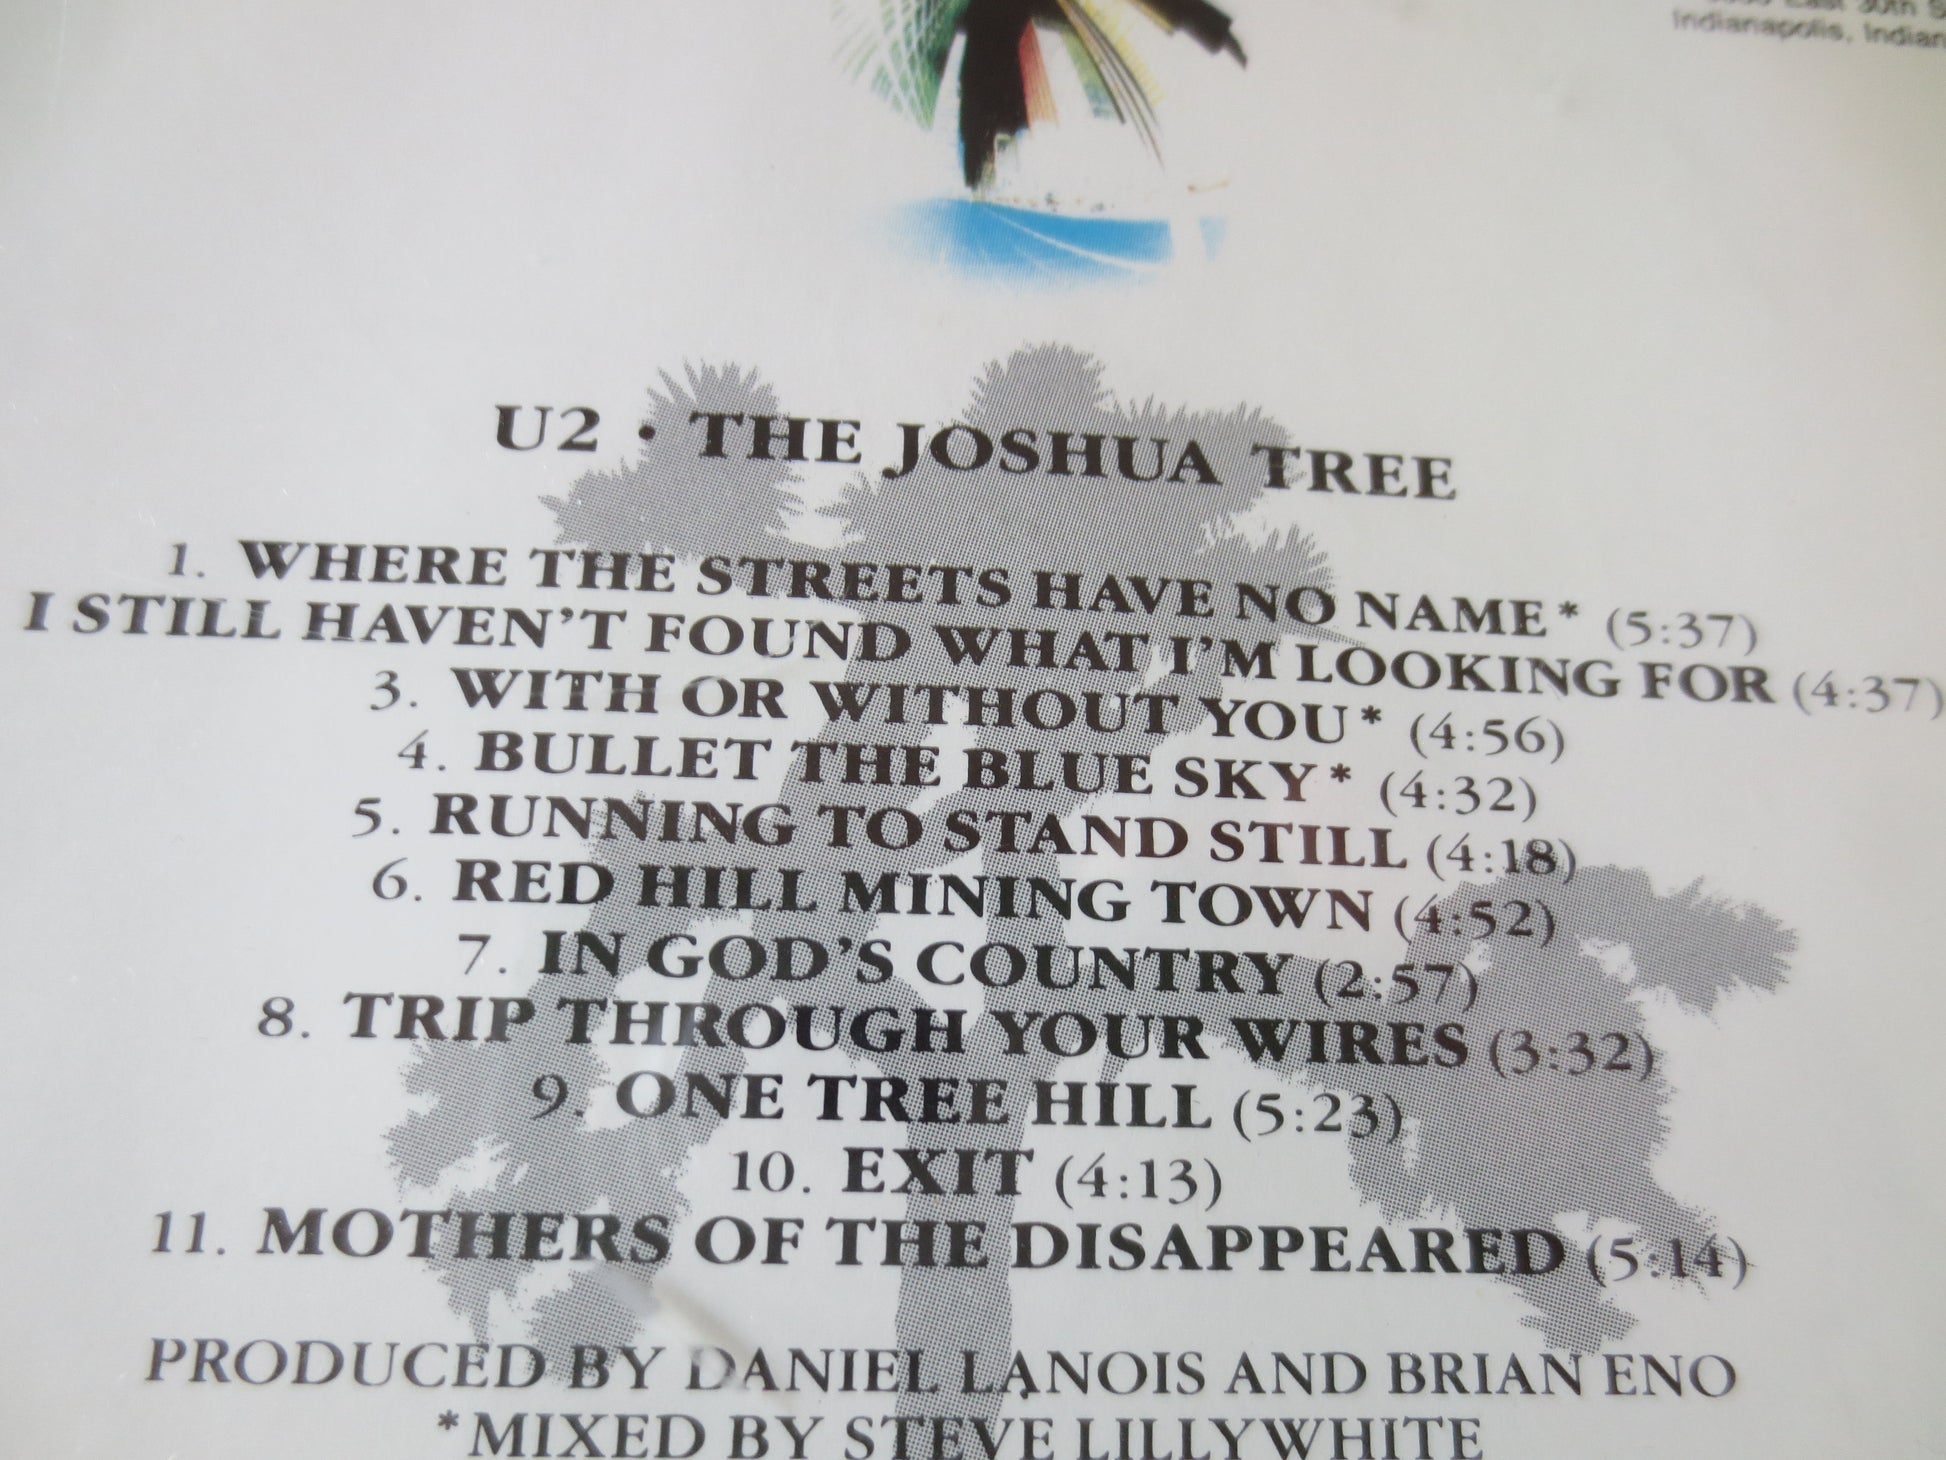 East 30th S
Indianapolis, Indian
U2 • THE JOSHUA TREE
1. WHERE THE STREETS HAVE NO NAME* (5:37)
I STILL HAVEN'T FOUND WHAT I'M LOOKING FOR (4:37)
3. WITH OR WITHOUT YOU* (4:56)
4. BULLET THE BLUE SKY* (4:32)
5. RUNNING TO STAND STILL (4:18)
6. RED HILL MINING TOWN (4:52)
7. IN GOD'S COUNTRY (2:57)
8. TRIP THROUGH YOUR WIRES (3:32)
9. ONE TREE HILL (5:23)
10. EXIT (4:13)
11. MOTHERS OF THE DISAPPEARED (5:14)
PRODUCED BY DANIEL LANOIS AND BRIAN ENO
*MIXED BY STEVE LILLYWHITE